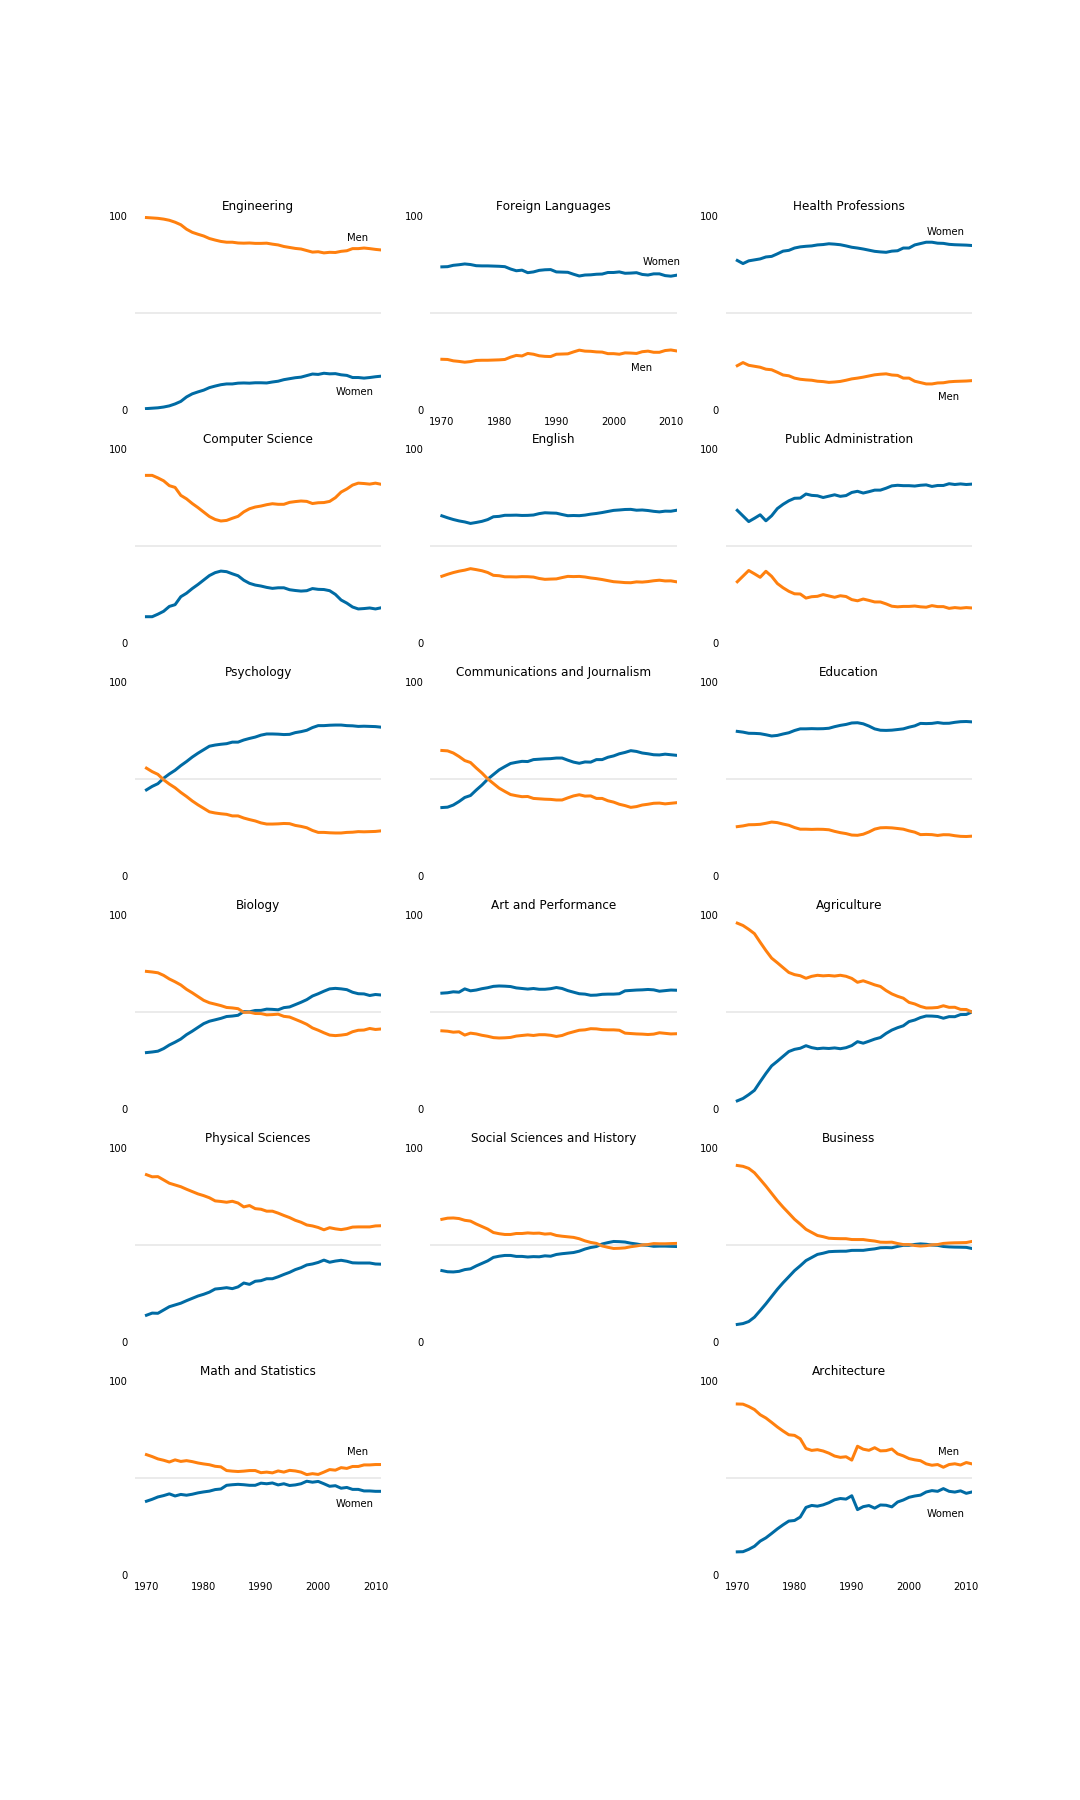 Engineering Foreign Languages Health Professions
100 100 100
Men Women Women
Women Men Men
0 0 0
1970 1980 1990 2000 2010
Computer Science English Public Administration
100 100 100
0 0 0
Psychology Communications and Journalism Education
100 100 100
0 0 0
Biology Art and Performance Agriculture
100 100 100
0 0 0
Physical Sciences Social Sciences and History Business
100 100 100
0 0 0
Math and Statistics Architecture
100 100
Men Men
Women Women
0 0
1970 1980 1990 2000 2010 1970 1980 1990 2000 2010